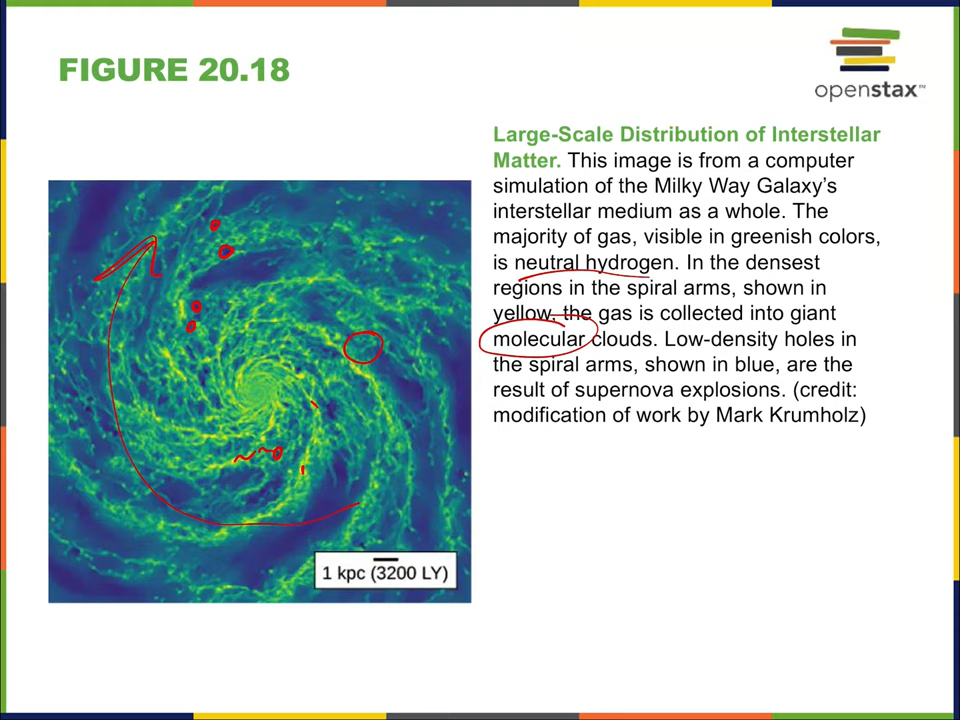 FIGURE 20.18
openstax™
Large-Scale Distribution of Interstellar
Matter. This image is from a computer
simulation of the Milky Way Galaxy’s
interstellar medium as a whole. The
majority of gas, visible in greenish colors,
is neutral hydrogen. In the densest
regions in the spiral arms, shown in
yellow, the gas is collected into giant
molecular clouds. Low-density holes in
the spiral arms, shown in blue, are the
result of supernova explosions. (credit:
modification of work by Mark Krumholz)
1 kpc (3200 LY)